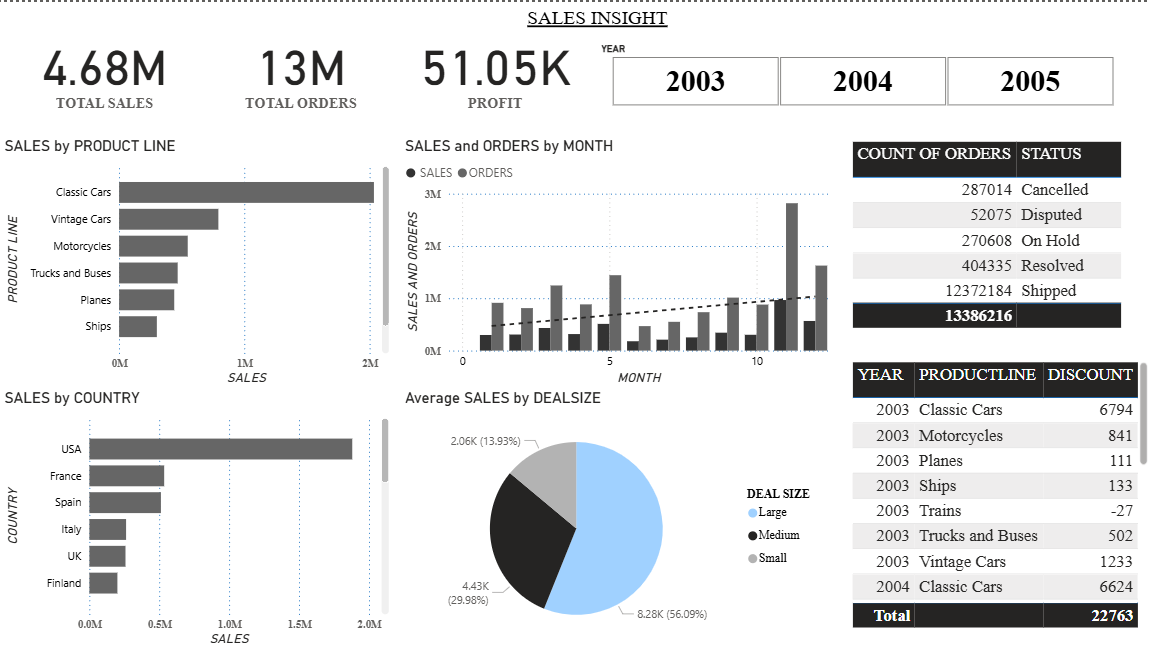 SALES INSIGHT
4.68M
TOTAL SALES
13M
TOTAL ORDERS
51.05K
PROFIT
YEAR
2003
2004
2005
SALES by PRODUCT LINE
PRODUCT LINE
Classic Cars
Vintage Cars
Motorcycles
Trucks and Buses
Planes
Ships
0M 1M 2M
SALES
SALES and ORDERS by MONTH
SALES ORDERS
SALES AND ORDERS
3M
2M
1M
0M
0 5 10
MONTH
COUNT OF ORDERS STATUS
287014 Cancelled
52075 Disputed
270608 On Hold
404335 Resolved
12372184 Shipped
13386216
SALES by COUNTRY
COUNTRY
USA
France
Spain
Italy
UK
Finland
0.0M 0.5M 1.0M 1.5M 2.0M
SALES
Average SALES by DEALSIZE
2.06K (13.93%)
4.43K
(29.98%)
8.28K (56.09%)
DEAL SIZE
Large
Medium
Small
YEAR PRODUCTLINE DISCOUNT
2003 Classic Cars 6794
2003 Motorcycles 841
2003 Planes 111
2003 Ships 133
2003 Trains -27
2003 Trucks and Buses 502
2003 Vintage Cars 1233
2004 Classic Cars 6624
Total 22763